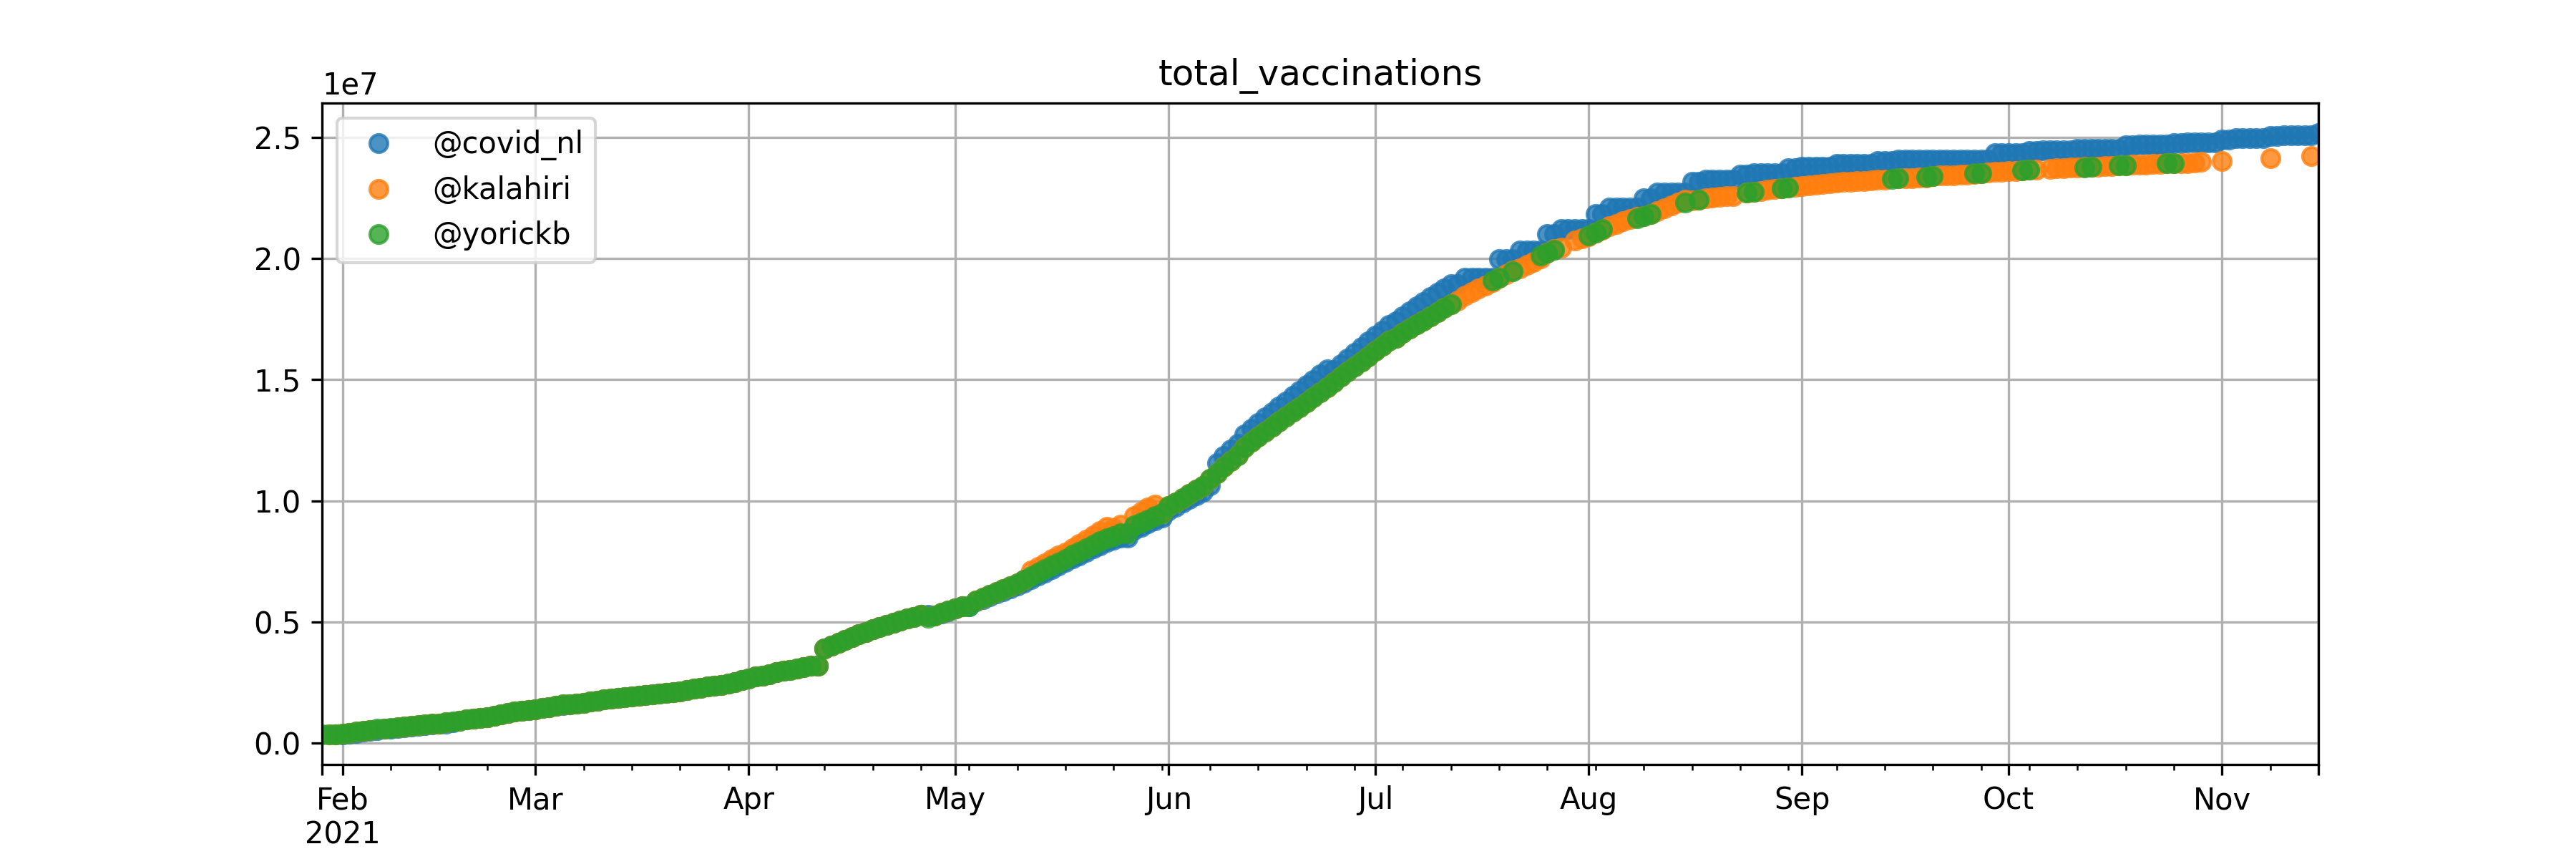 total_vaccinations
1e7
@covid_nl
@kalahiri
@yorickb
2.5
2.0
1.5
1.0
0.5
0.0
Feb Mar Apr May Jun Jul Aug Sep Oct Nov
2021